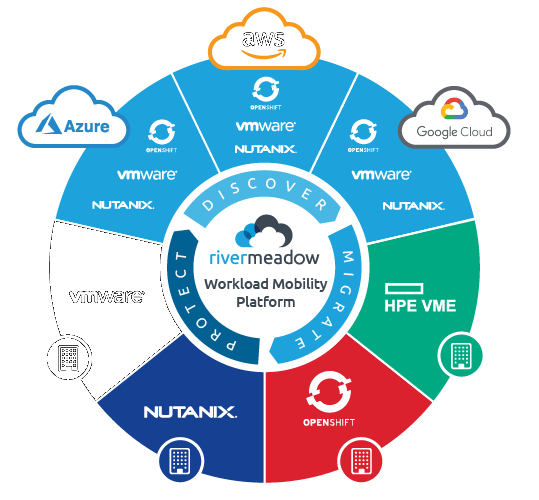 aws
OPENSHIFT
vmware®
NUTANIX.
Azure
OPENSHIFT
vmware®
NUTANIX.
Google Cloud
OPENSHIFT
vmware®
NUTANIX.
DISCOVER
MIGRATE
PROTECT
rivermeadow
Workload Mobility
Platform
vmware®
HPE VME
NUTANIX.
OPENSHIFT